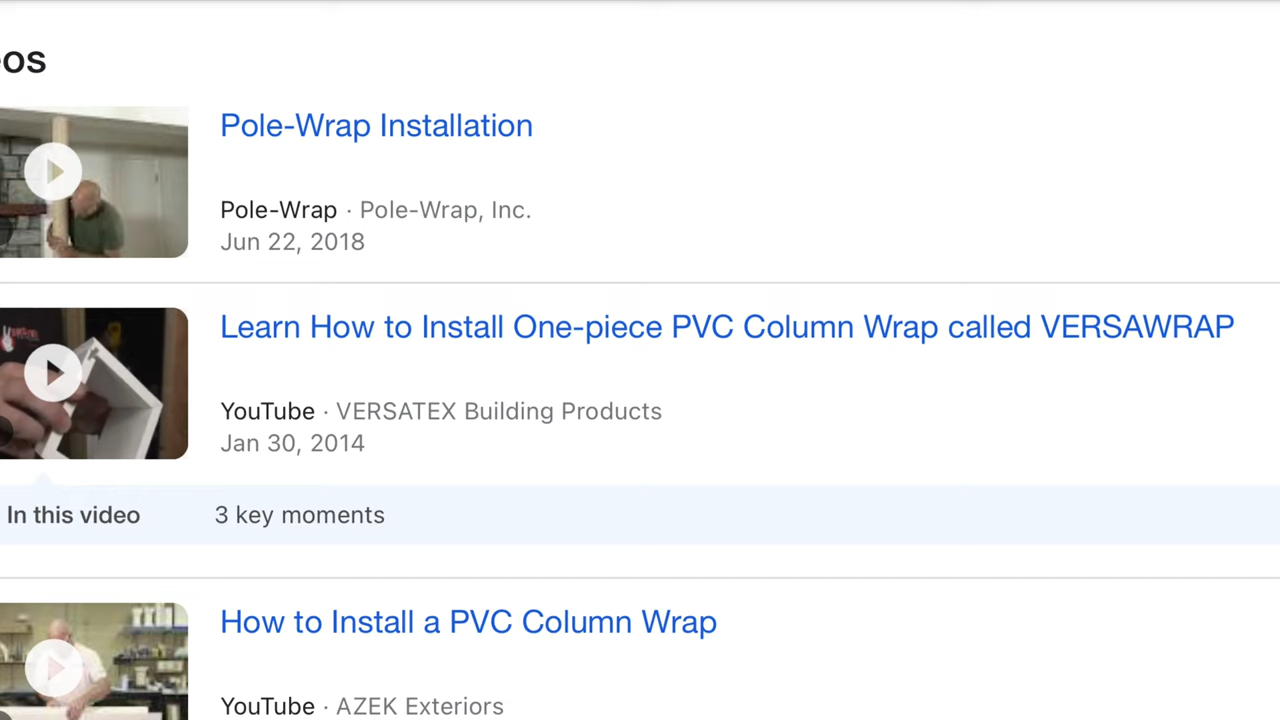 eos
Pole-Wrap Installation
Pole-Wrap · Pole-Wrap, Inc.
Jun 22, 2018
Learn How to Install One-piece PVC Column Wrap called VERSAWRAP
YouTube · VERSATEX Building Products
Jan 30, 2014
In this video 3 key moments
How to Install a PVC Column Wrap
YouTube · AZEK Exteriors